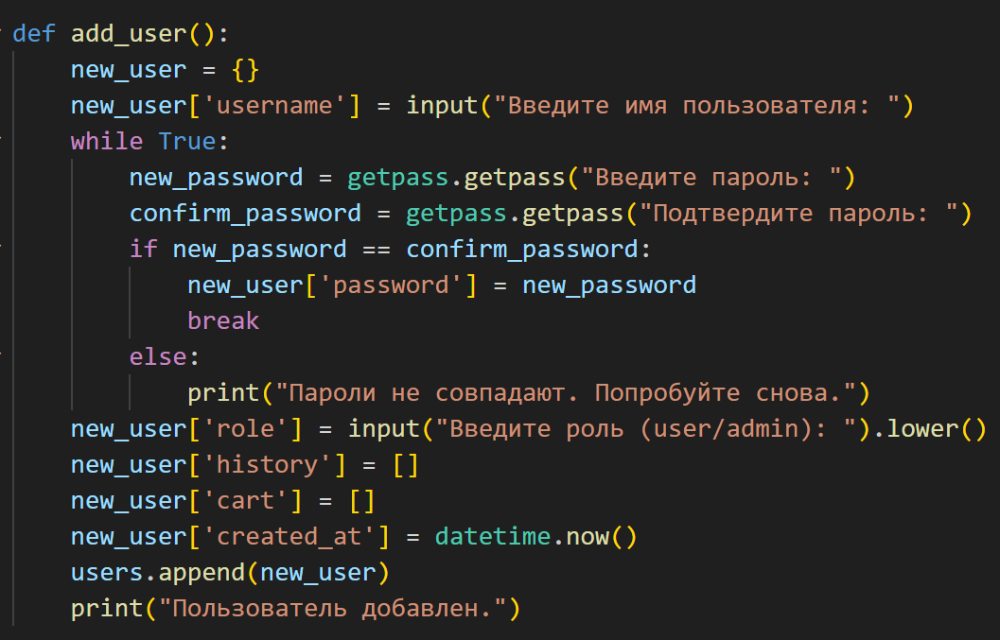 def add_user():
    new_user = {}
    new_user['username'] = input("Введите имя пользователя: ")
    while True:
        new_password = getpass.getpass("Введите пароль: ")
        confirm_password = getpass.getpass("Подтвердите пароль: ")
        if new_password == confirm_password:
            new_user['password'] = new_password
            break
        else:
            print("Пароли не совпадают. Попробуйте снова.")
    new_user['role'] = input("Введите роль (user/admin): ").lower()
    new_user['history'] = []
    new_user['cart'] = []
    new_user['created_at'] = datetime.now()
    users.append(new_user)
    print("Пользователь добавлен.")